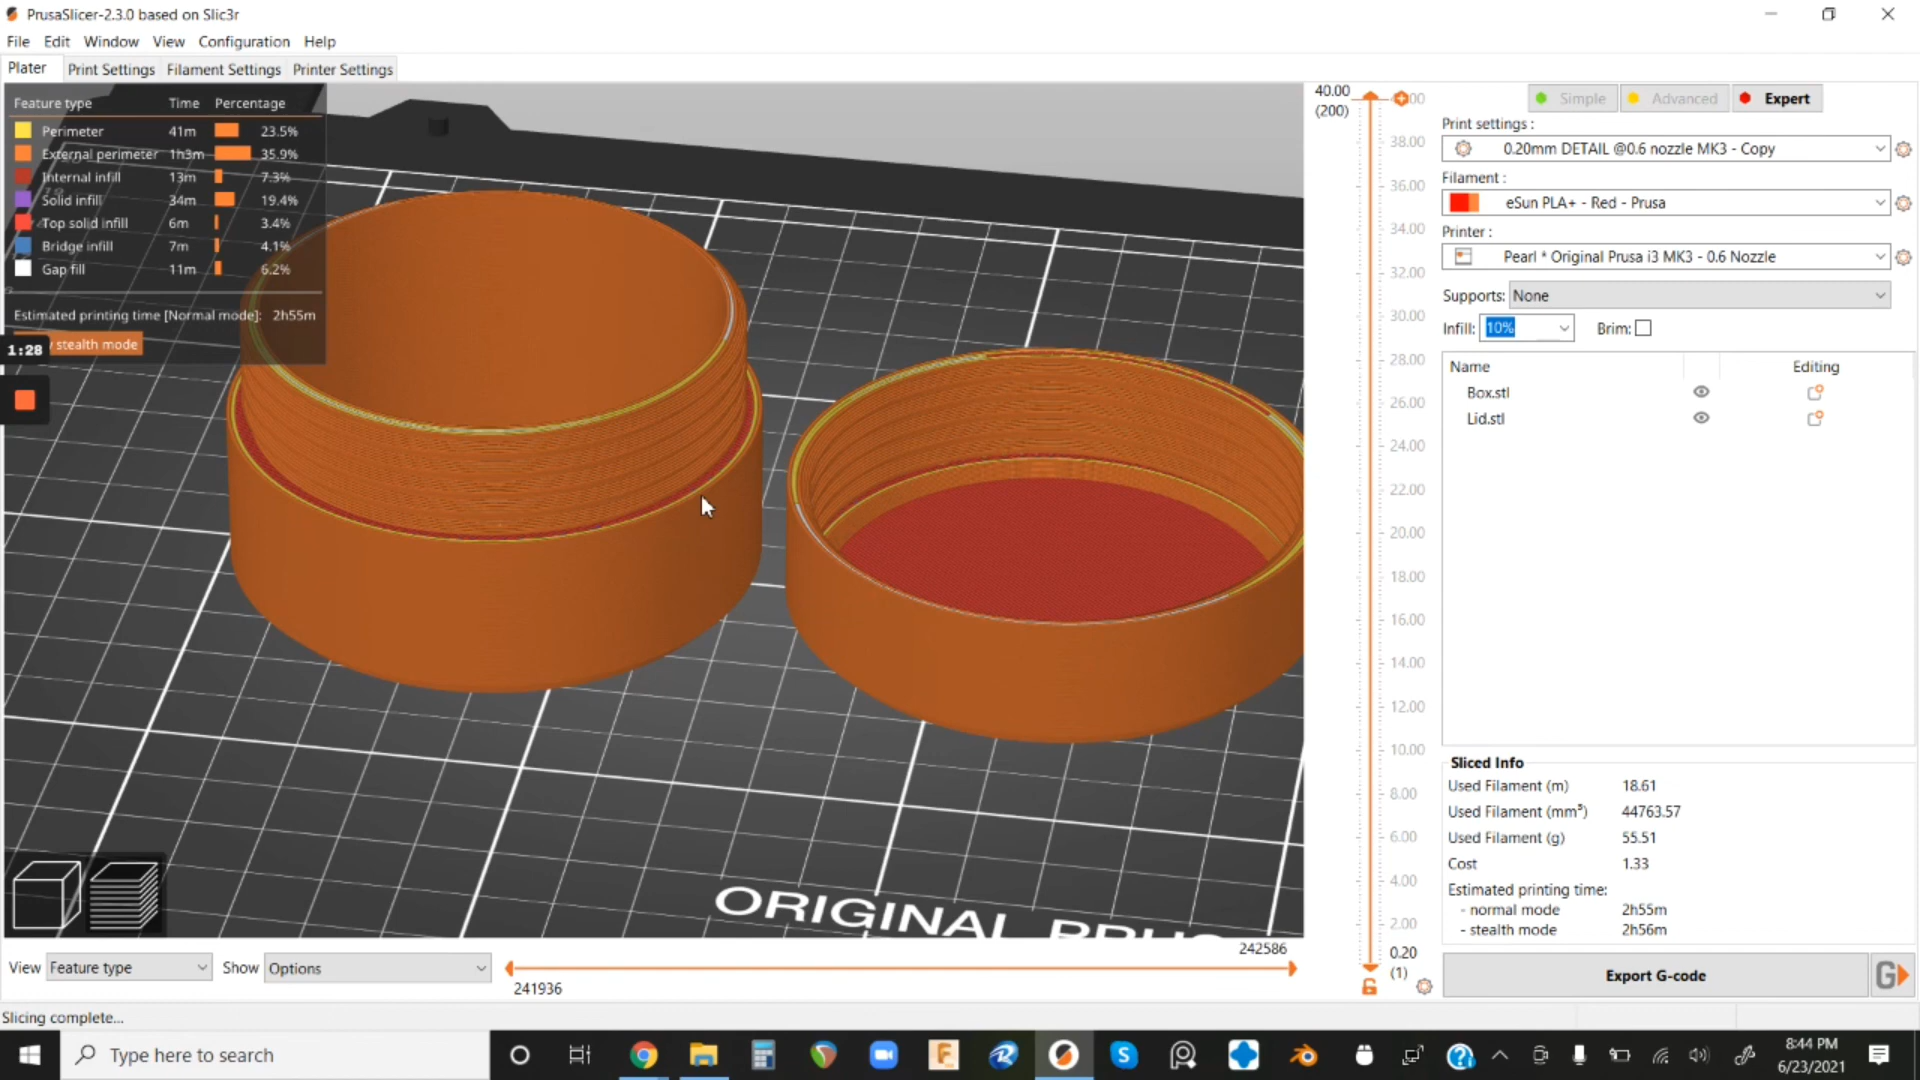 PrusaSlicer-2.3.0 based on Slic3r
File Edit Window View Configuration Help
Plater Print Settings Filament Settings Printer Settings
Feature type Time Percentage
Perimeter 41m 23.5%
External perimeter 1h3m 35.9%
Internal infill 13m 7.3%
Solid infill 34m 19.4%
Top solid infill 6m 3.4%
Bridge infill 7m 4.1%
Gap fill 11m 6.2%
Estimated printing time [Normal mode]: 2h55m
stealth mode
1:28
ORIGINAL PRUS
40.00
(200)
38.00
36.00
34.00
32.00
30.00
28.00
26.00
24.00
22.00
20.00
18.00
16.00
14.00
12.00
10.00
8.00
6.00
4.00
2.00
0.20
(1)
Simple Advanced Expert
Print settings :
0.20mm DETAIL @0.6 nozzle MK3 - Copy
Filament :
eSun PLA+ - Red - Prusa
Printer :
Pearl * Original Prusa i3 MK3 - 0.6 Nozzle
Supports: None
Infill: 10% Brim:
Name Editing
Box.stl
Lid.stl
Sliced Info
Used Filament (m) 18.61
Used Filament (mm³) 44763.57
Used Filament (g) 55.51
Cost 1.33
Estimated printing time:
- normal mode 2h55m
- stealth mode 2h56m
Export G-code
View Feature type Show Options
242586
241936
Slicing complete...
Type here to search
8:44 PM
6/23/2021